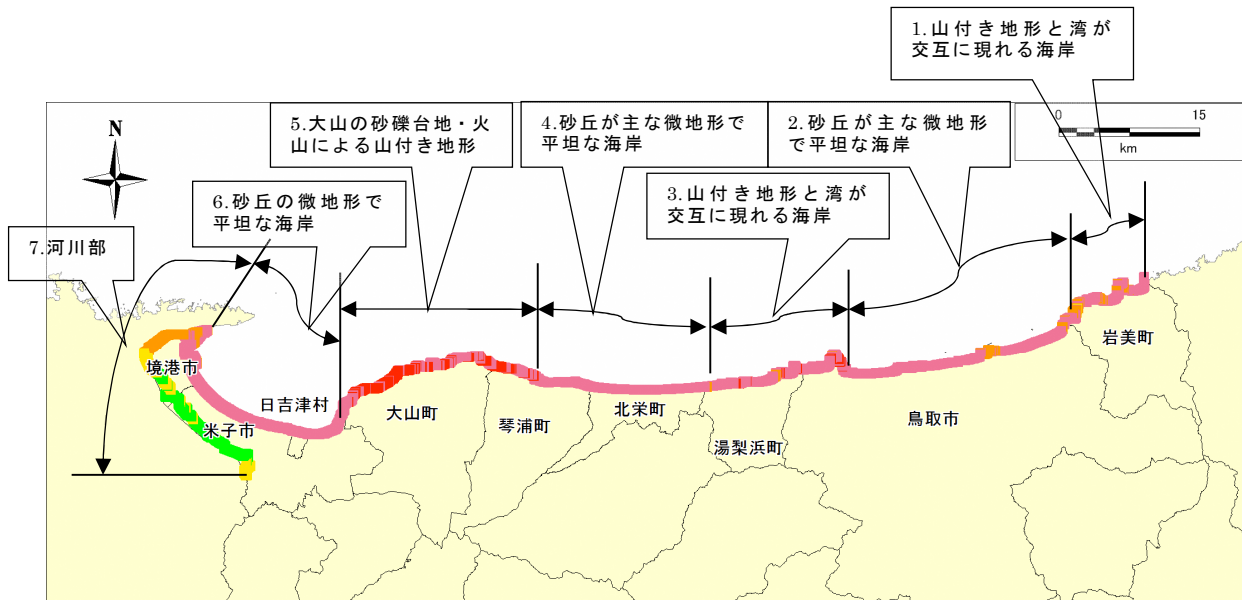 1.山付き地形と湾が
交互に現れる海岸
0 15
km
N
5.大山の砂礫台地・火
山による山付き地形
4.砂丘が主な微地形で
平坦な海岸
2.砂丘が主な微地形
で平坦な海岸
3.山付き地形と湾が
交互に現れる海岸
6.砂丘の微地形で
平坦な海岸
7.河川部
岩美町
境港市
日吉津村
大山町
北栄町
鳥取市
米子市
琴浦町
湯梨浜町